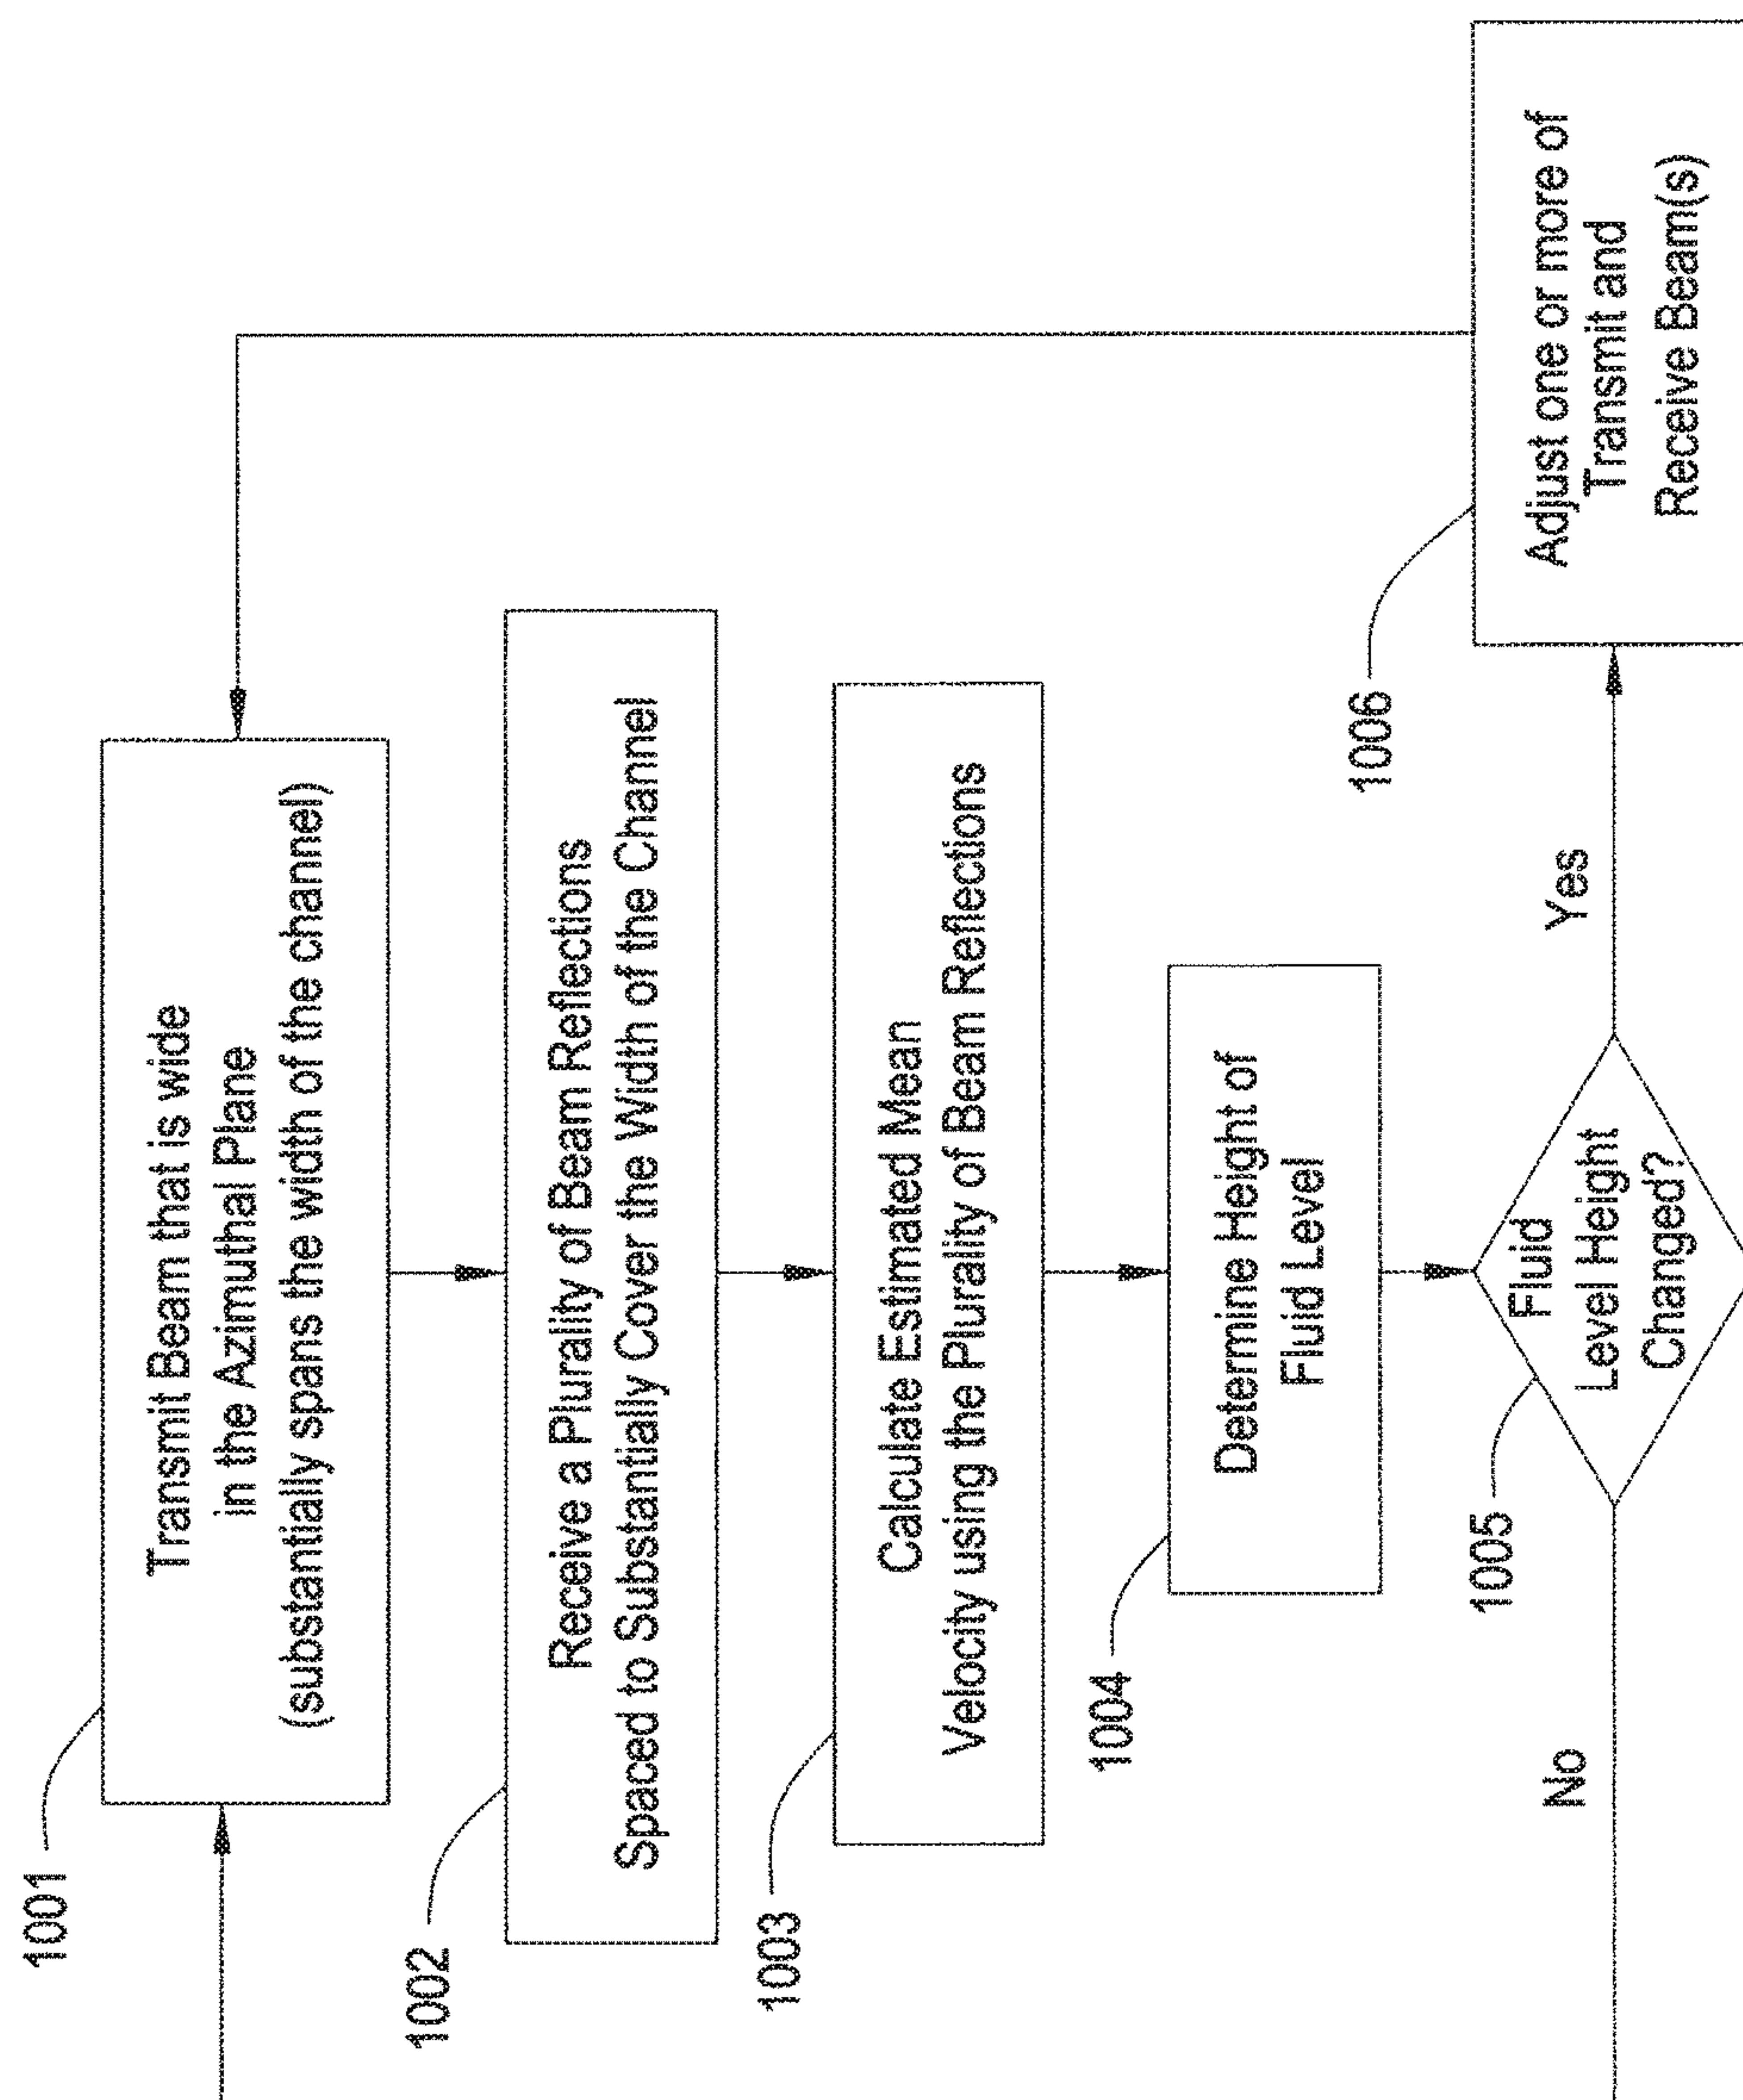 1001
Transmit Beam that is wide
in the Azimuthal Plane
(substantially spans the width of the channel)
1002
Receive a Plurality of Beam Reflections
Spaced to Substantially Cover the Width of the Channel
1003
Calculate Estimated Mean
Velocity using the Plurality of Beam Reflections
1004
Determine Height of
Fluid Level
1005
Fluid
Level Height
Changed?
No
Yes
1006
Adjust one or more of
Transmit and
Receive Beam(s)